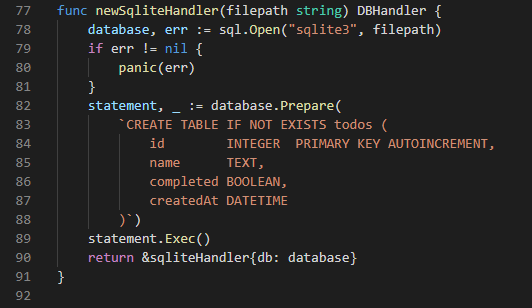 77 func newSqliteHandler(filepath string) DBHandler {
78     database, err := sql.Open("sqlite3", filepath)
79     if err != nil {
80         panic(err)
81     }
82     statement, _ := database.Prepare(
83         `CREATE TABLE IF NOT EXISTS todos (
84             id        INTEGER  PRIMARY KEY AUTOINCREMENT,
85             name      TEXT,
86             completed BOOLEAN,
87             createdAt DATETIME
88         )`)
89     statement.Exec()
90     return &sqliteHandler{db: database}
91 }
92